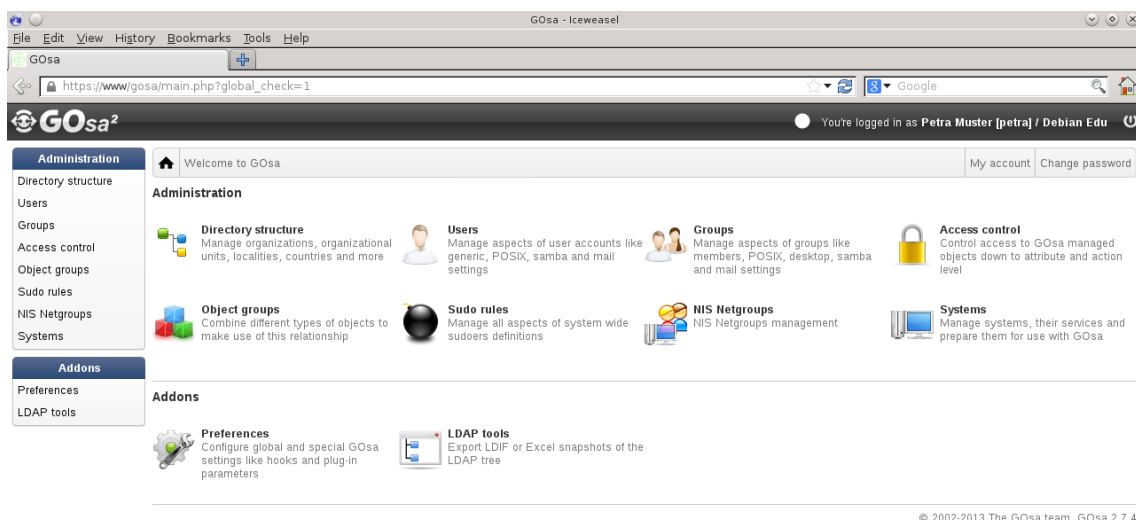 GOsa - Iceweasel
File Edit View History Bookmarks Tools Help
GOsa
https://www/gosa/main.php?global_check=1
Google
GOsa²
You're logged in as Petra Muster [petra] / Debian Edu
Administration
Directory structure
Users
Groups
Access control
Object groups
Sudo rules
NIS Netgroups
Systems
Addons
Preferences
LDAP tools
Welcome to GOsa
My account
Change password
Administration
Directory structure
Manage organizations, organizational
units, localities, countries and more
Users
Manage aspects of user accounts like
generic, POSIX, samba and mail
settings
Groups
Manage aspects of groups like
members, POSIX, desktop, samba
and mail settings
Access control
Control access to GOsa managed
objects down to attribute and action
level
Object groups
Combine different types of objects to
make use of this relationship
Sudo rules
Manage all aspects of system wide
sudoers definitions
NIS Netgroups
NIS Netgroups management
Systems
Manage systems, their services and
prepare them for use with GOsa
Addons
Preferences
Configure global and special GOsa
settings like hooks and plug-in
parameters
LDAP tools
Export LDIF or Excel snapshots of the
LDAP tree
© 2002-2013 The GOsa team, GOsa 2.7.4